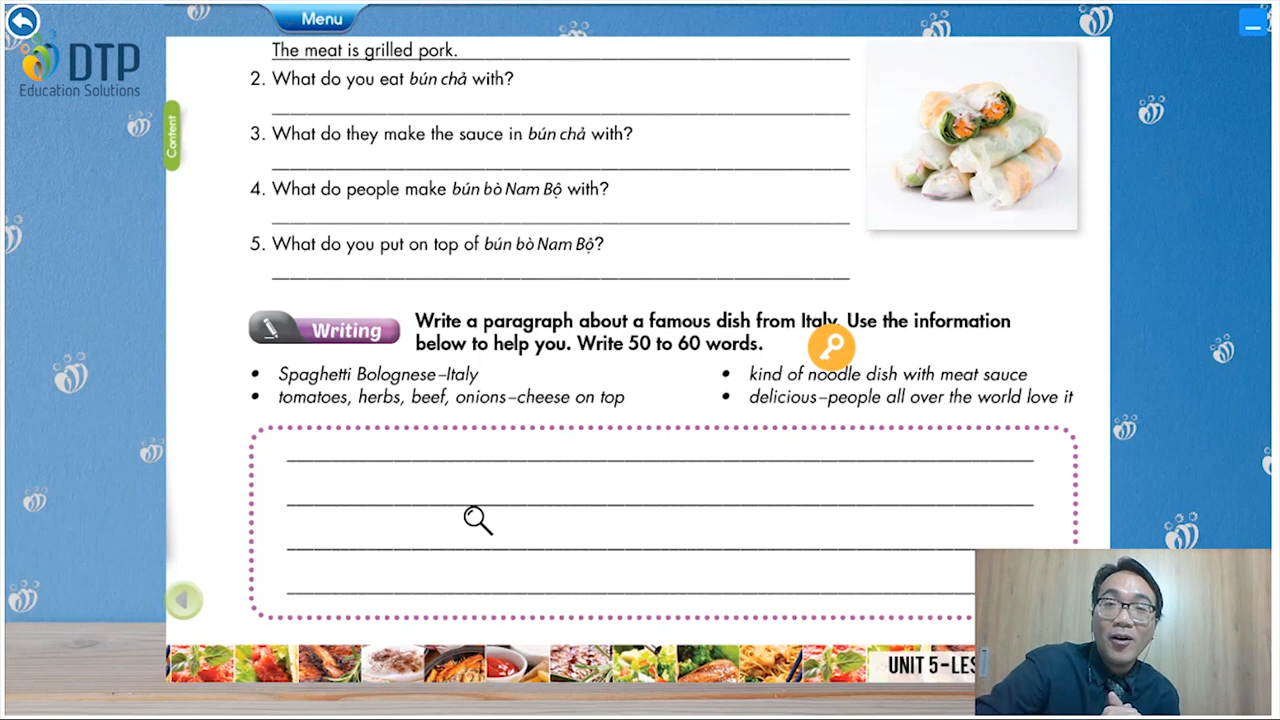 Menu
DTP
Education Solutions
Content
The meat is grilled pork.
2. What do you eat bún chả with?
3. What do they make the sauce in bún chả with?
4. What do people make bún bò Nam Bộ with?
5. What do you put on top of bún bò Nam Bộ?
Writing
Write a paragraph about a famous dish from Italy. Use the information
below to help you. Write 50 to 60 words.
• Spaghetti Bolognese–Italy
• tomatoes, herbs, beef, onions–cheese on top
• kind of noodle dish with meat sauce
• delicious–people all over the world love it
UNIT 5–LES